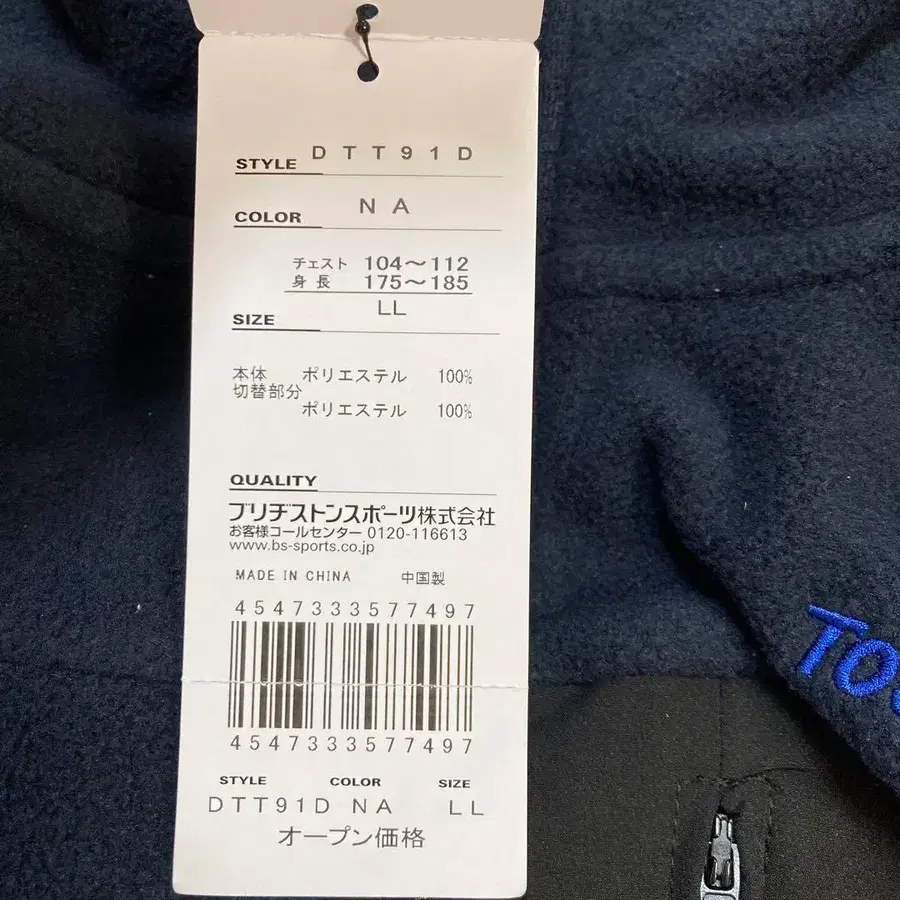 STYLE DTT91D
COLOR NA
チェスト 104～112
身長 175～185
LL
SIZE
本体 ポリエステル 100%
切替部分
ポリエステル 100%
QUALITY
ブリヂストンスポーツ株式会社
お客様コールセンター 0120-116613
www.bs-sports.co.jp
MADE IN CHINA 中国製
4547333577497
4547333577497
STYLE COLOR SIZE
DTT91D NA LL
オープン価格